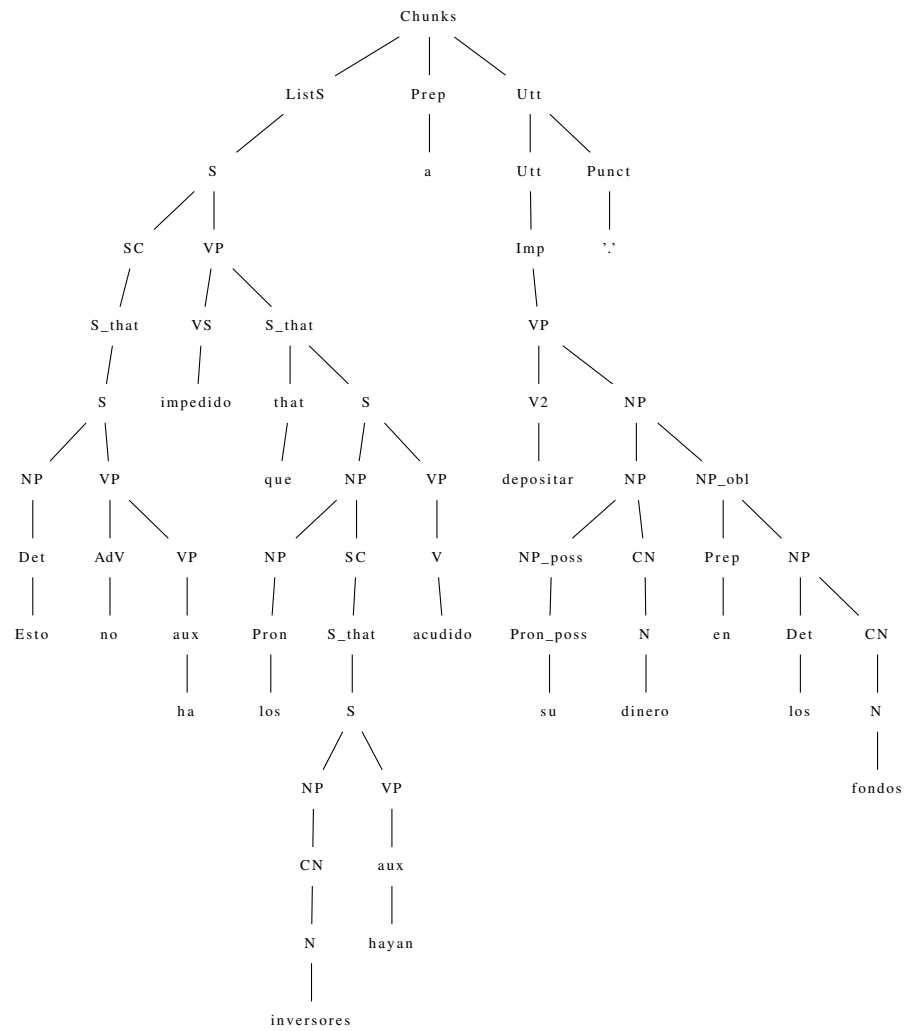 Chunks
ListS Prep Utt
S a Utt Punct
SC VP Imp '.'
S_that VS S_that VP
S impedido that S V2 NP
NP VP que NP VP depositar NP NP_obl
Det AdV VP NP SC V NP_poss CN Prep NP
Esto no aux Pron S_that acudido Pron_poss N en Det CN
ha los S su dinero los N
NP VP fondos
CN aux
N hayan
inversores